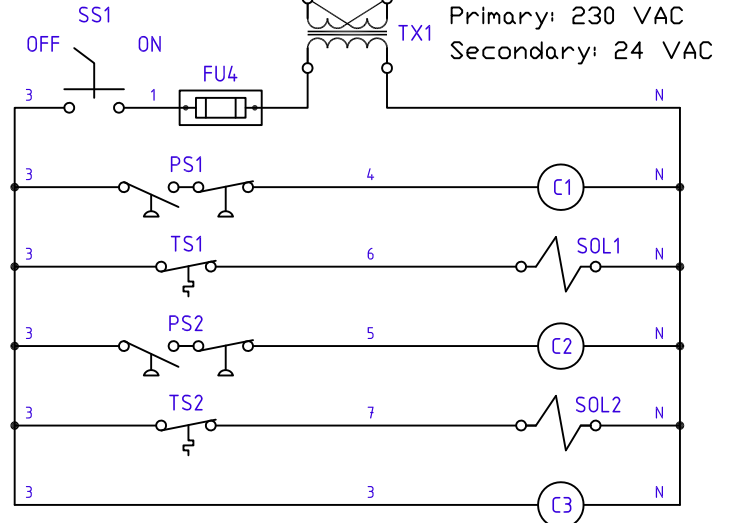 SS1
Primary: 230 VAC
OFF ON
TX1
Secondary: 24 VAC
FU4
3 1 N
PS1
3 4 C1 N
TS1 SOL1
3 6 N
PS2
3 5 C2 N
TS2 SOL2
3 7 N
3 3 C3 N